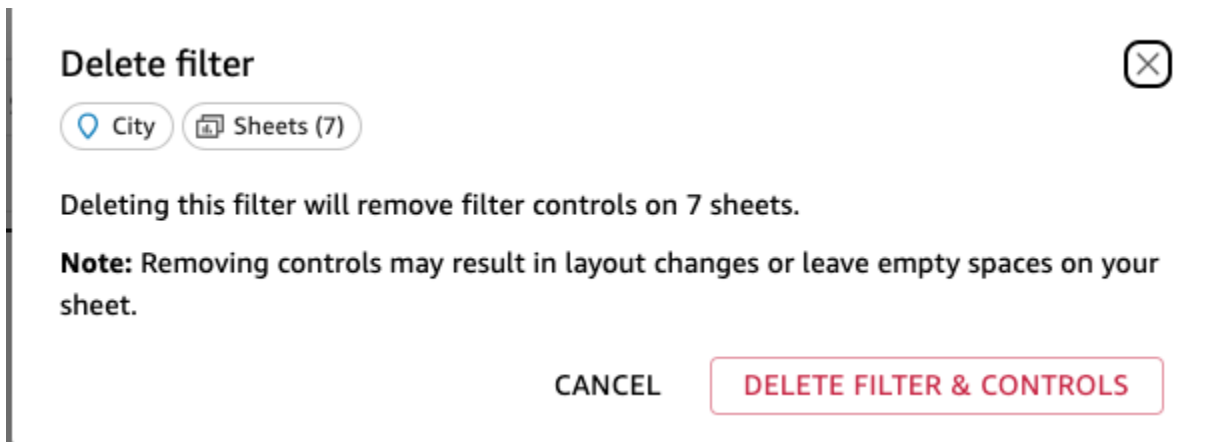 Delete filter
City
Sheets (7)
Deleting this filter will remove filter controls on 7 sheets.
Note: Removing controls may result in layout changes or leave empty spaces on your
sheet.
CANCEL
DELETE FILTER & CONTROLS